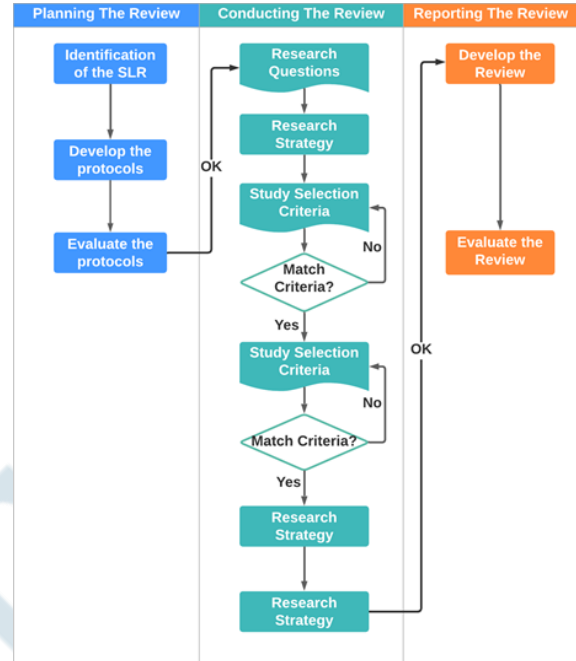 Planning The Review
Identification
of the SLR
Develop the
protocols
Evaluate the
protocols
OK
Conducting The Review
Research
Questions
Research
Strategy
Study Selection
Criteria
No
Match
Criteria?
Yes
Study Selection
Criteria
No
Match Criteria?
Yes
Research
Strategy
Research
Strategy
OK
Reporting The Review
Develop the
Review
Evaluate the
Review